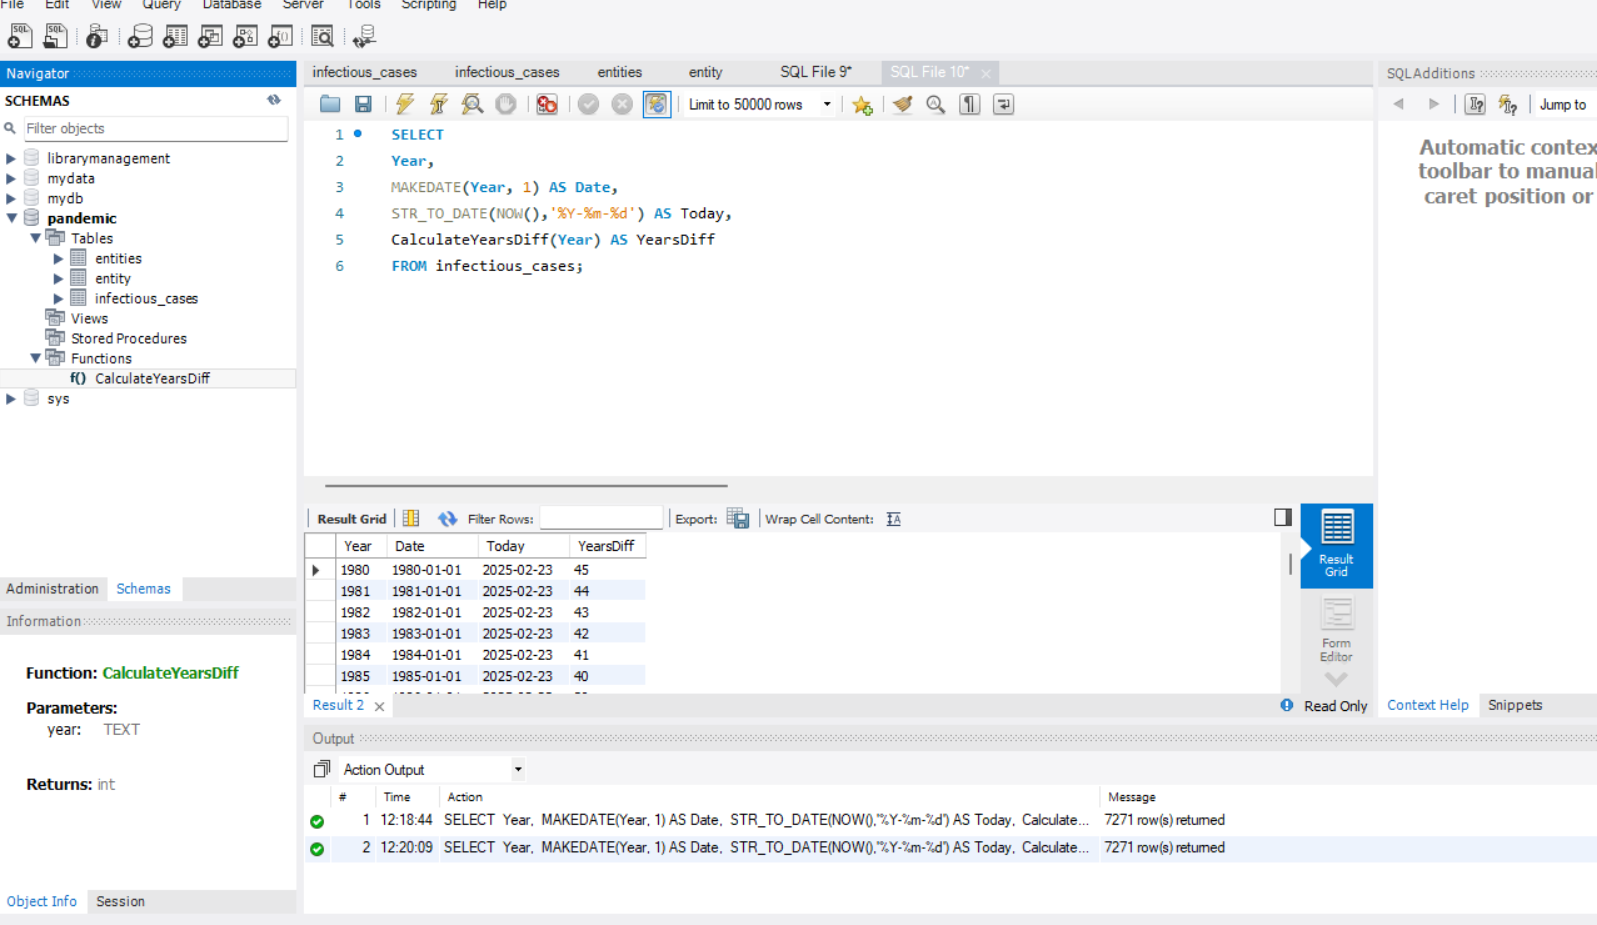 File Edit View Query Database Server Tools Scripting Help
Navigator
SCHEMAS
Filter objects
librarymanagement
mydata
mydb
pandemic
Tables
entities
entity
infectious_cases
Views
Stored Procedures
Functions
f() CalculateYearsDiff
sys
Administration Schemas
Information
Function: CalculateYearsDiff
Parameters:
year: TEXT
Returns: int
Object Info Session
infectious_cases infectious_cases entities entity SQL File 9* SQL File 10*
Limit to 50000 rows
1 SELECT
2 Year,
3 MAKEDATE(Year, 1) AS Date,
4 STR_TO_DATE(NOW(),'%Y-%m-%d') AS Today,
5 CalculateYearsDiff(Year) AS YearsDiff
6 FROM infectious_cases;
Result Grid Filter Rows: Export: Wrap Cell Content:
Year Date Today YearsDiff
1980 1980-01-01 2025-02-23 45
1981 1981-01-01 2025-02-23 44
1982 1982-01-01 2025-02-23 43
1983 1983-01-01 2025-02-23 42
1984 1984-01-01 2025-02-23 41
1985 1985-01-01 2025-02-23 40
Result
Grid
Form
Editor
Result 2
Read Only
SQLAdditions
Jump to
Automatic contex
toolbar to manual
caret position or
Context Help Snippets
Output
Action Output
# Time Action Message
1 12:18:44 SELECT Year, MAKEDATE(Year, 1) AS Date, STR_TO_DATE(NOW(),'%Y-%m-%d') AS Today, Calculate... 7271 row(s) returned
2 12:20:09 SELECT Year, MAKEDATE(Year, 1) AS Date, STR_TO_DATE(NOW(),'%Y-%m-%d') AS Today, Calculate... 7271 row(s) returned